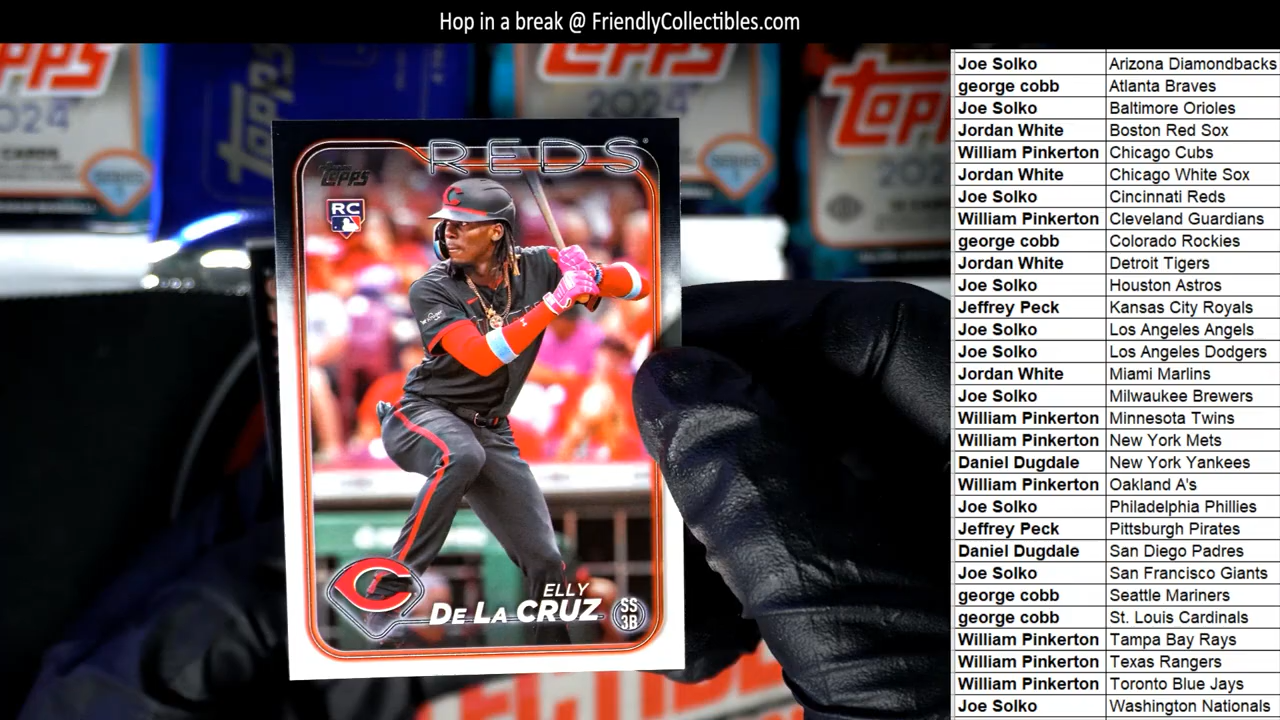 Hop in a break @ FriendlyCollectibles.com
TOPPS
2024
TOPPS
2024
TOPPS
REDS
TOPPS
RC
ELLY
DE LA CRUZ
SS
3B
Joe Solko Arizona Diamondbacks
george cobb Atlanta Braves
Joe Solko Baltimore Orioles
Jordan White Boston Red Sox
William Pinkerton Chicago Cubs
Jordan White Chicago White Sox
Joe Solko Cincinnati Reds
William Pinkerton Cleveland Guardians
george cobb Colorado Rockies
Jordan White Detroit Tigers
Joe Solko Houston Astros
Jeffrey Peck Kansas City Royals
Joe Solko Los Angeles Angels
Joe Solko Los Angeles Dodgers
Jordan White Miami Marlins
Joe Solko Milwaukee Brewers
William Pinkerton Minnesota Twins
William Pinkerton New York Mets
Daniel Dugdale New York Yankees
William Pinkerton Oakland A's
Joe Solko Philadelphia Phillies
Jeffrey Peck Pittsburgh Pirates
Daniel Dugdale San Diego Padres
Joe Solko San Francisco Giants
george cobb Seattle Mariners
george cobb St. Louis Cardinals
William Pinkerton Tampa Bay Rays
William Pinkerton Texas Rangers
William Pinkerton Toronto Blue Jays
Joe Solko Washington Nationals